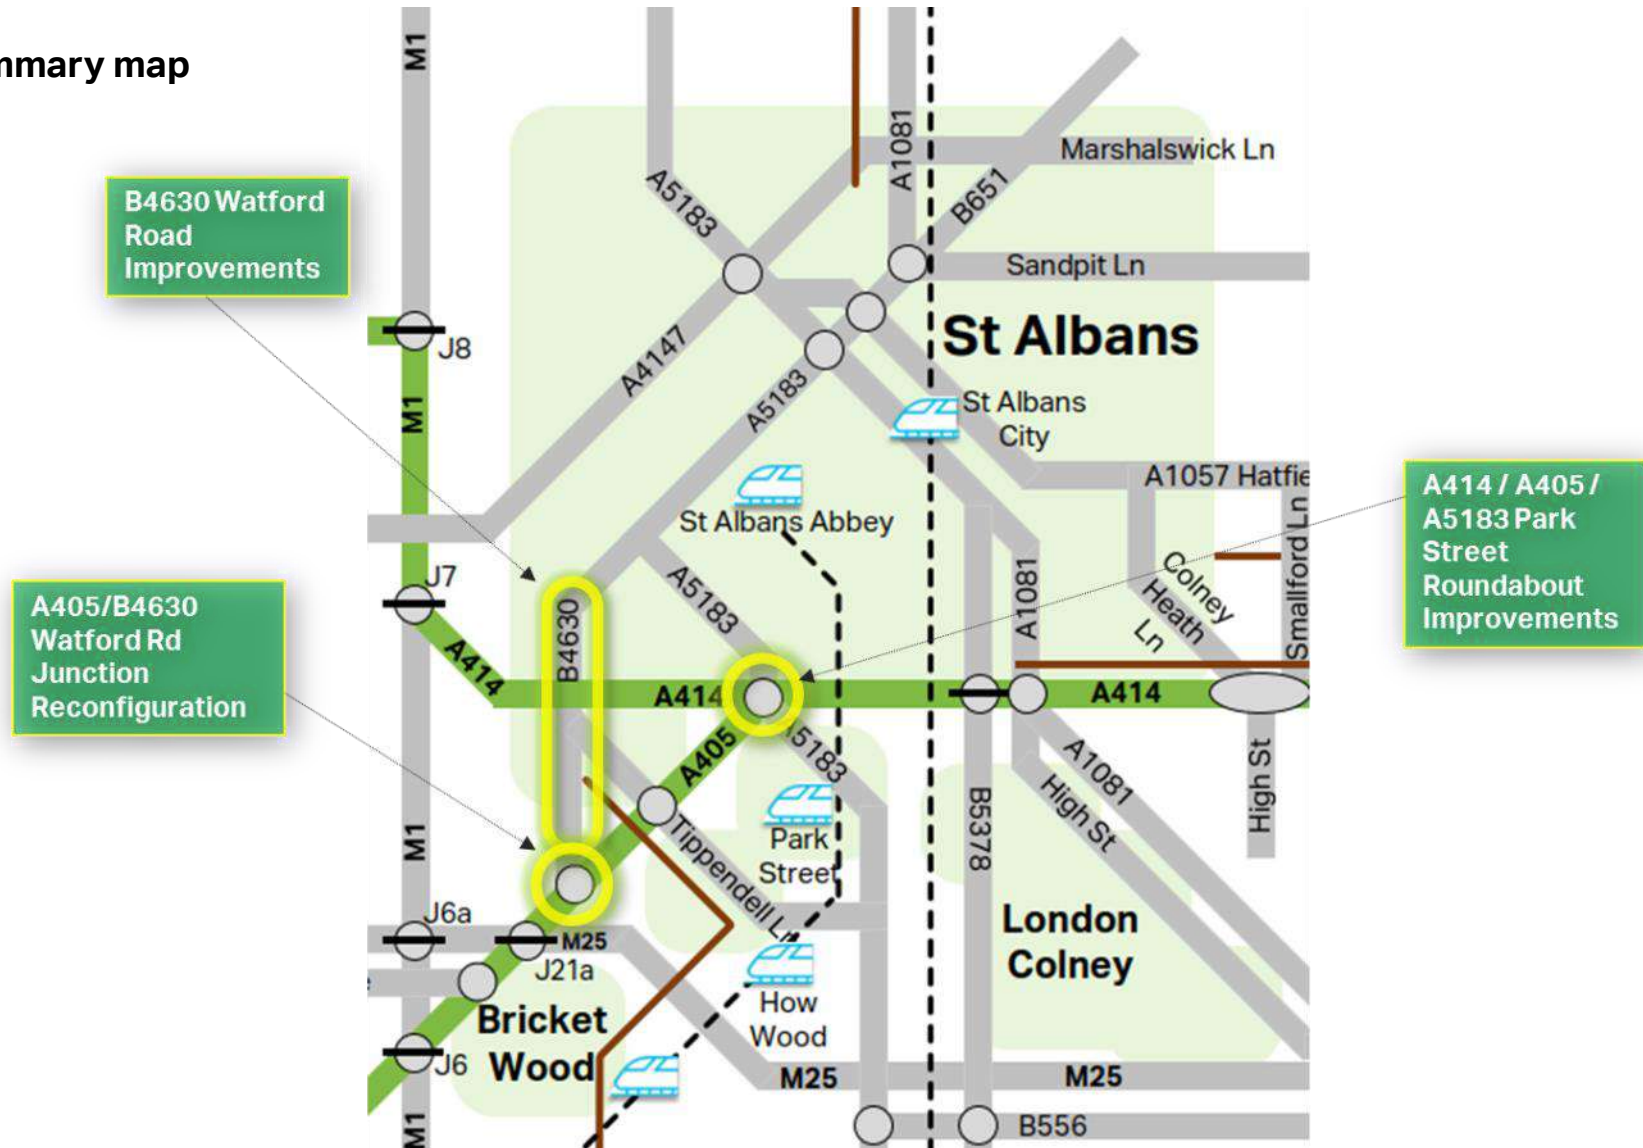 mmary map
M1
A1081
Marshalswick Ln
A5183
B651
B4630 Watford
Road
Improvements
Sandpit Ln
St Albans
J8
A4147
M1
A5183
St Albans
City
A1057 Hatfie
A414 / A405 /
A5183 Park
Street
Roundabout
Improvements
St Albans Abbey
Smallford Ln
Colney
Heath
Ln
J7
A5183
A1081
A405/B4630
Watford Rd
Junction
Reconfiguration
B4630
A414
A414
A414
A405
A5183
A1081
High St
High St
B5378
M1
Park
Street
Tippendell Ln
J6a
M25
J21a
London
Colney
How
Wood
Bricket
Wood
J6
M25
M25
M1
B556